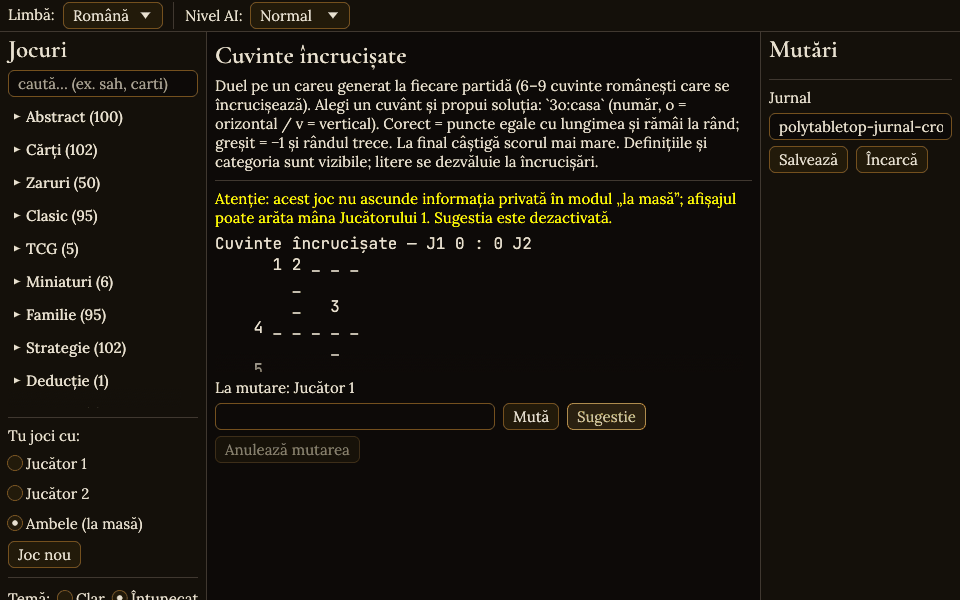 Limbă: Română ▼ Nivel AI: Normal ▼
Jocuri
caută... (ex. sah, carti)
▸ Abstract (100)
▸ Cărți (102)
▸ Zaruri (50)
▸ Clasic (95)
▸ TCG (5)
▸ Miniaturi (6)
▸ Familie (95)
▸ Strategie (102)
▸ Deducție (1)
Tu joci cu:
Jucător 1
Jucător 2
Ambele (la masă)
Joc nou
Temă: Clar Întunecat
Cuvinte încrucișate
Duel pe un careu generat la fiecare partidă (6–9 cuvinte românești care se
încrucișează). Alegi un cuvânt și propui soluția: `3o:casa` (număr, o =
orizontal / v = vertical). Corect = puncte egale cu lungimea și rămâi la rând;
greșit = −1 și rândul trece. La final câștigă scorul mai mare. Definițiile și
categoria sunt vizibile; litere se dezvăluie la încrucișări.
Atenție: acest joc nu ascunde informația privată în modul „la masă”; afișajul
poate arăta mâna Jucătorului 1. Sugestia este dezactivată.
Cuvinte încrucișate — J1 0 : 0 J2
1 2 _ _ _
_
_ 3
4 _ _ _ _ _
_
5
La mutare: Jucător 1
Mută Sugestie
Anulează mutarea
Mutări
Jurnal
polytabletop-jurnal-cro
Salvează Încarcă